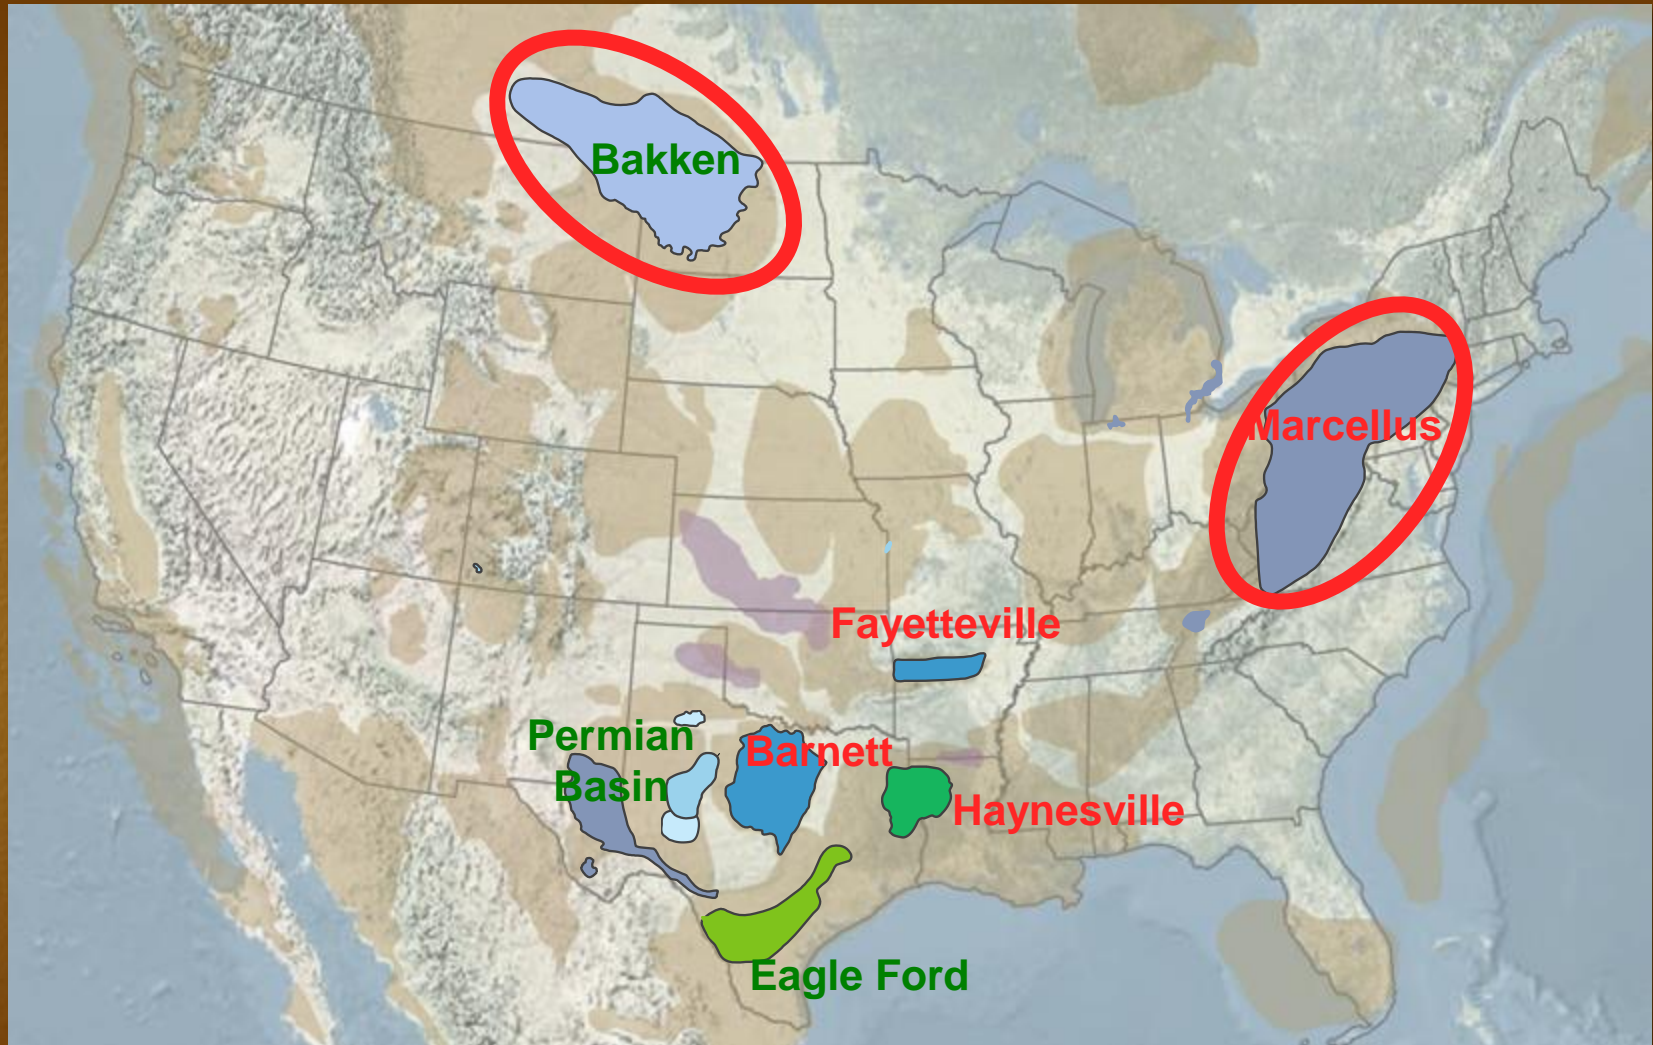 Bakken
Marcellus
Fayetteville
Permian
Basin
Barnett
Haynesville
Eagle Ford